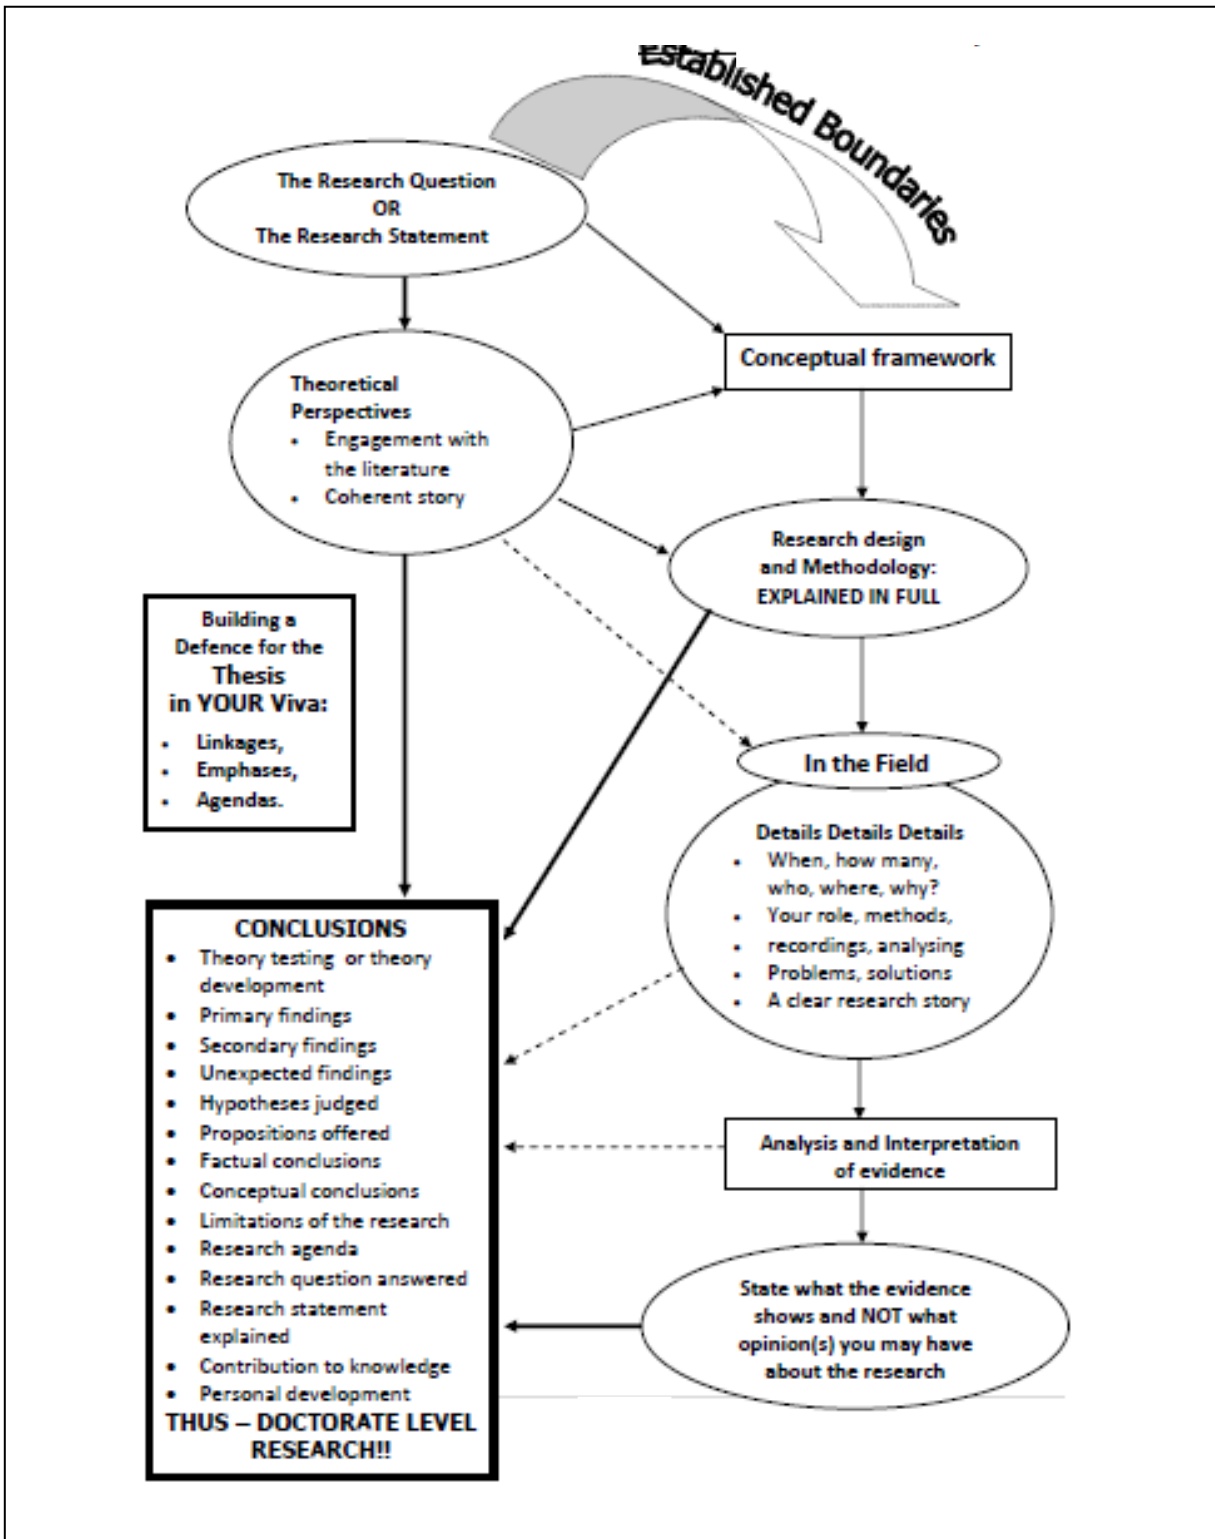 Established Boundaries
The Research Question
OR
The Research Statement
Conceptual framework
Theoretical
Perspectives
• Engagement with
the literature
• Coherent story
Research design
and Methodology:
EXPLAINED IN FULL
Building a
Defence for the
Thesis
in YOUR Viva:
• Linkages,
• Emphases,
• Agendas.
In the Field
Details Details Details
• When, how many,
who, where, why?
• Your role, methods,
• recordings, analysing
• Problems, solutions
• A clear research story
CONCLUSIONS
• Theory testing or theory
development
• Primary findings
• Secondary findings
• Unexpected findings
• Hypotheses judged
• Propositions offered
• Factual conclusions
• Conceptual conclusions
• Limitations of the research
• Research agenda
• Research question answered
• Research statement
explained
• Contribution to knowledge
• Personal development
THUS – DOCTORATE LEVEL
RESEARCH!!
Analysis and Interpretation
of evidence
State what the evidence
shows and NOT what
opinion(s) you may have
about the research